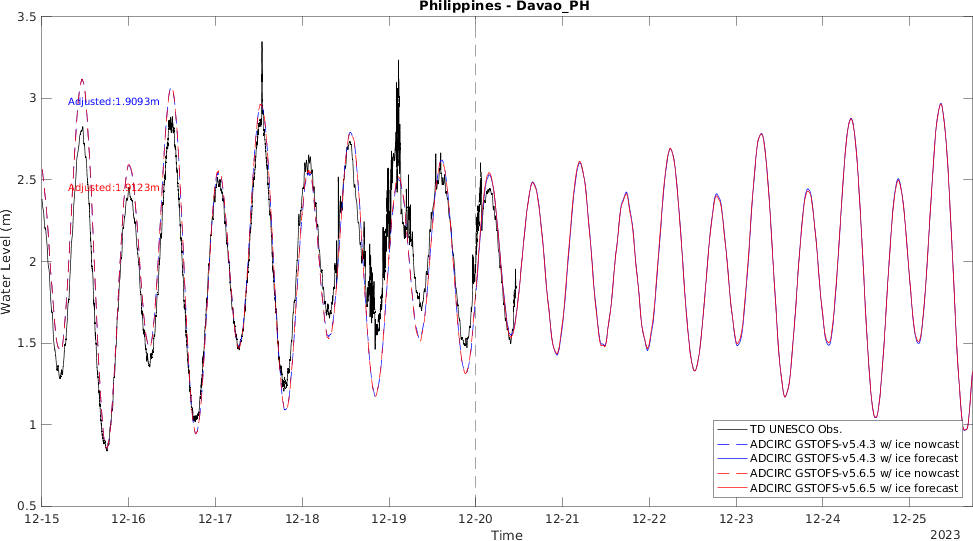 Philippines - Davao_PH
3.5
3
2.5
2
1.5
1
0.5
Water Level (m)
Adjusted:1.9093m
Adjusted:1.9123m
TD UNESCO Obs.
ADCIRC GSTOFS-v5.4.3 w/ ice nowcast
ADCIRC GSTOFS-v5.4.3 w/ ice forecast
ADCIRC GSTOFS-v5.6.5 w/ ice nowcast
ADCIRC GSTOFS-v5.6.5 w/ ice forecast
12-15 12-16 12-17 12-18 12-19 12-20 12-21 12-22 12-23 12-24 12-25
Time
2023